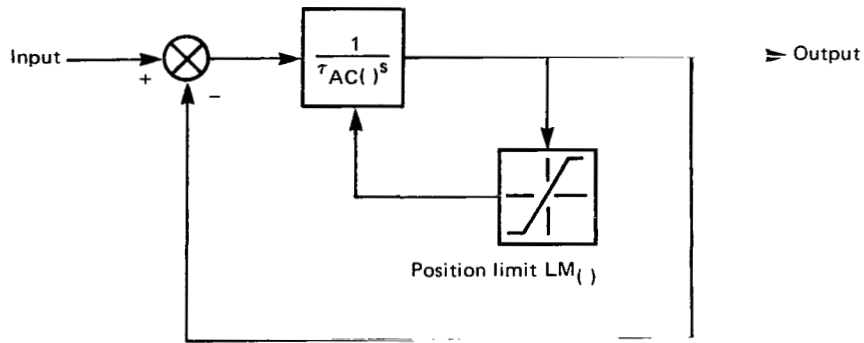 Input
+
−
1
τAC( )s
Output
Position limit LM( )